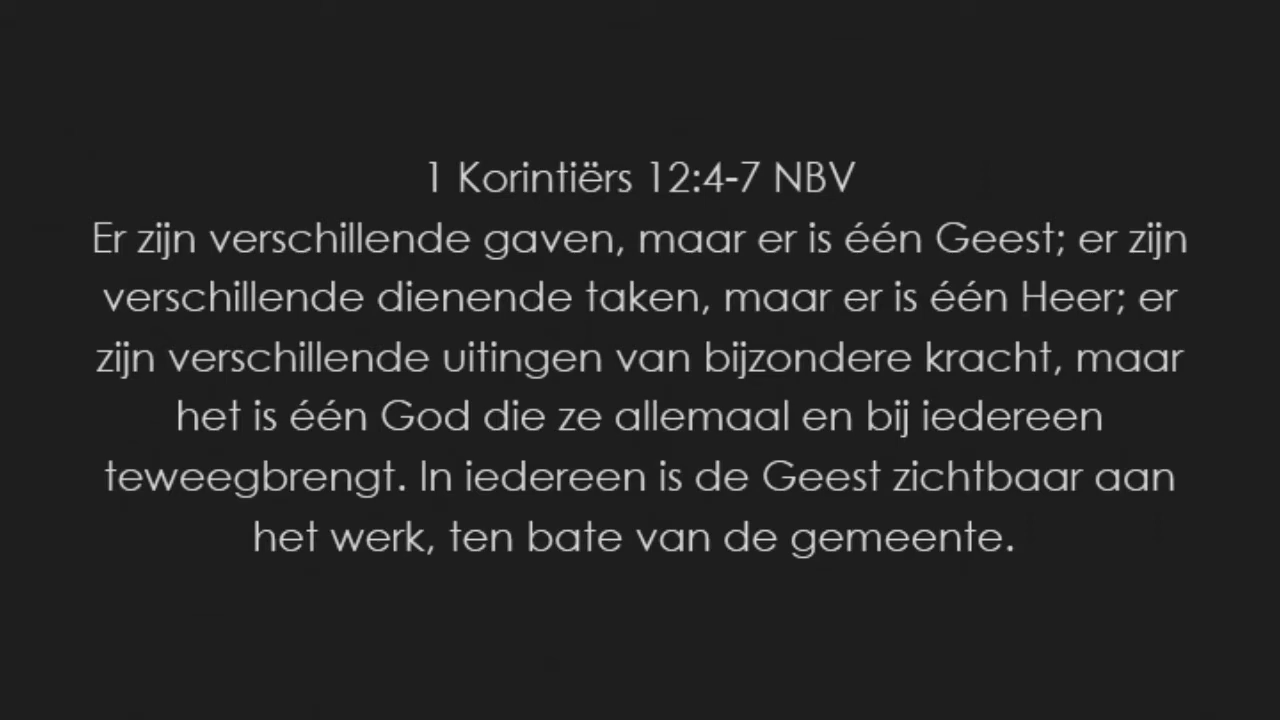 1 Korintiërs 12:4-7 NBV
Er zijn verschillende gaven, maar er is één Geest; er zijn
verschillende dienende taken, maar er is één Heer; er
zijn verschillende uitingen van bijzondere kracht, maar
het is één God die ze allemaal en bij iedereen
teweegbrengt. In iedereen is de Geest zichtbaar aan
het werk, ten bate van de gemeente.